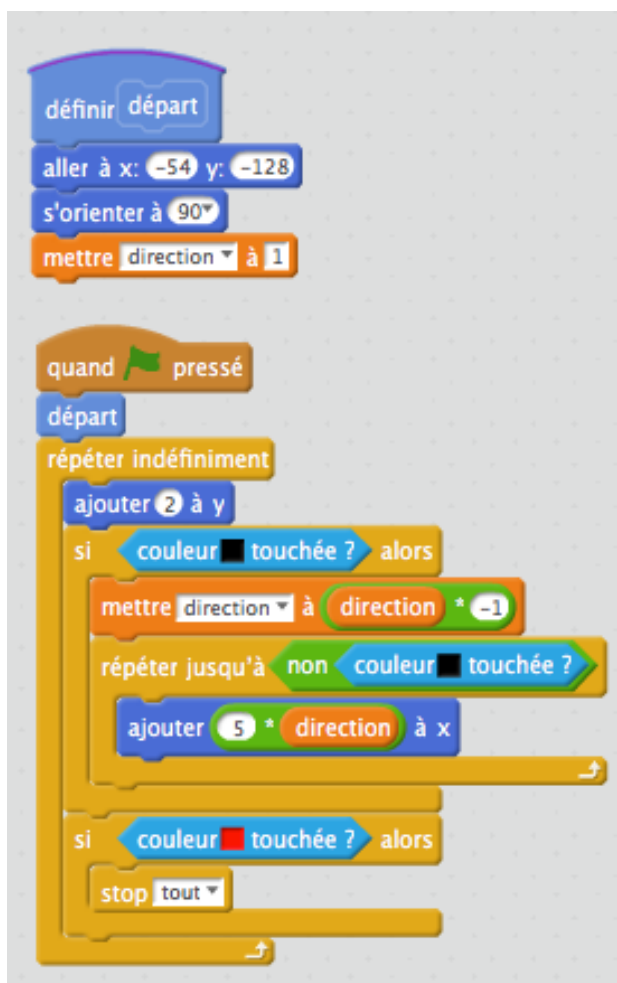 définir départ
aller à x: -54 y: -128
s'orienter à 90
mettre direction à 1
quand pressé
départ
répéter indéfiniment
ajouter 2 à y
si couleur touchée ? alors
mettre direction à direction * -1
répéter jusqu'à non couleur touchée ?
ajouter 5 * direction à x
si couleur touchée ? alors
stop tout